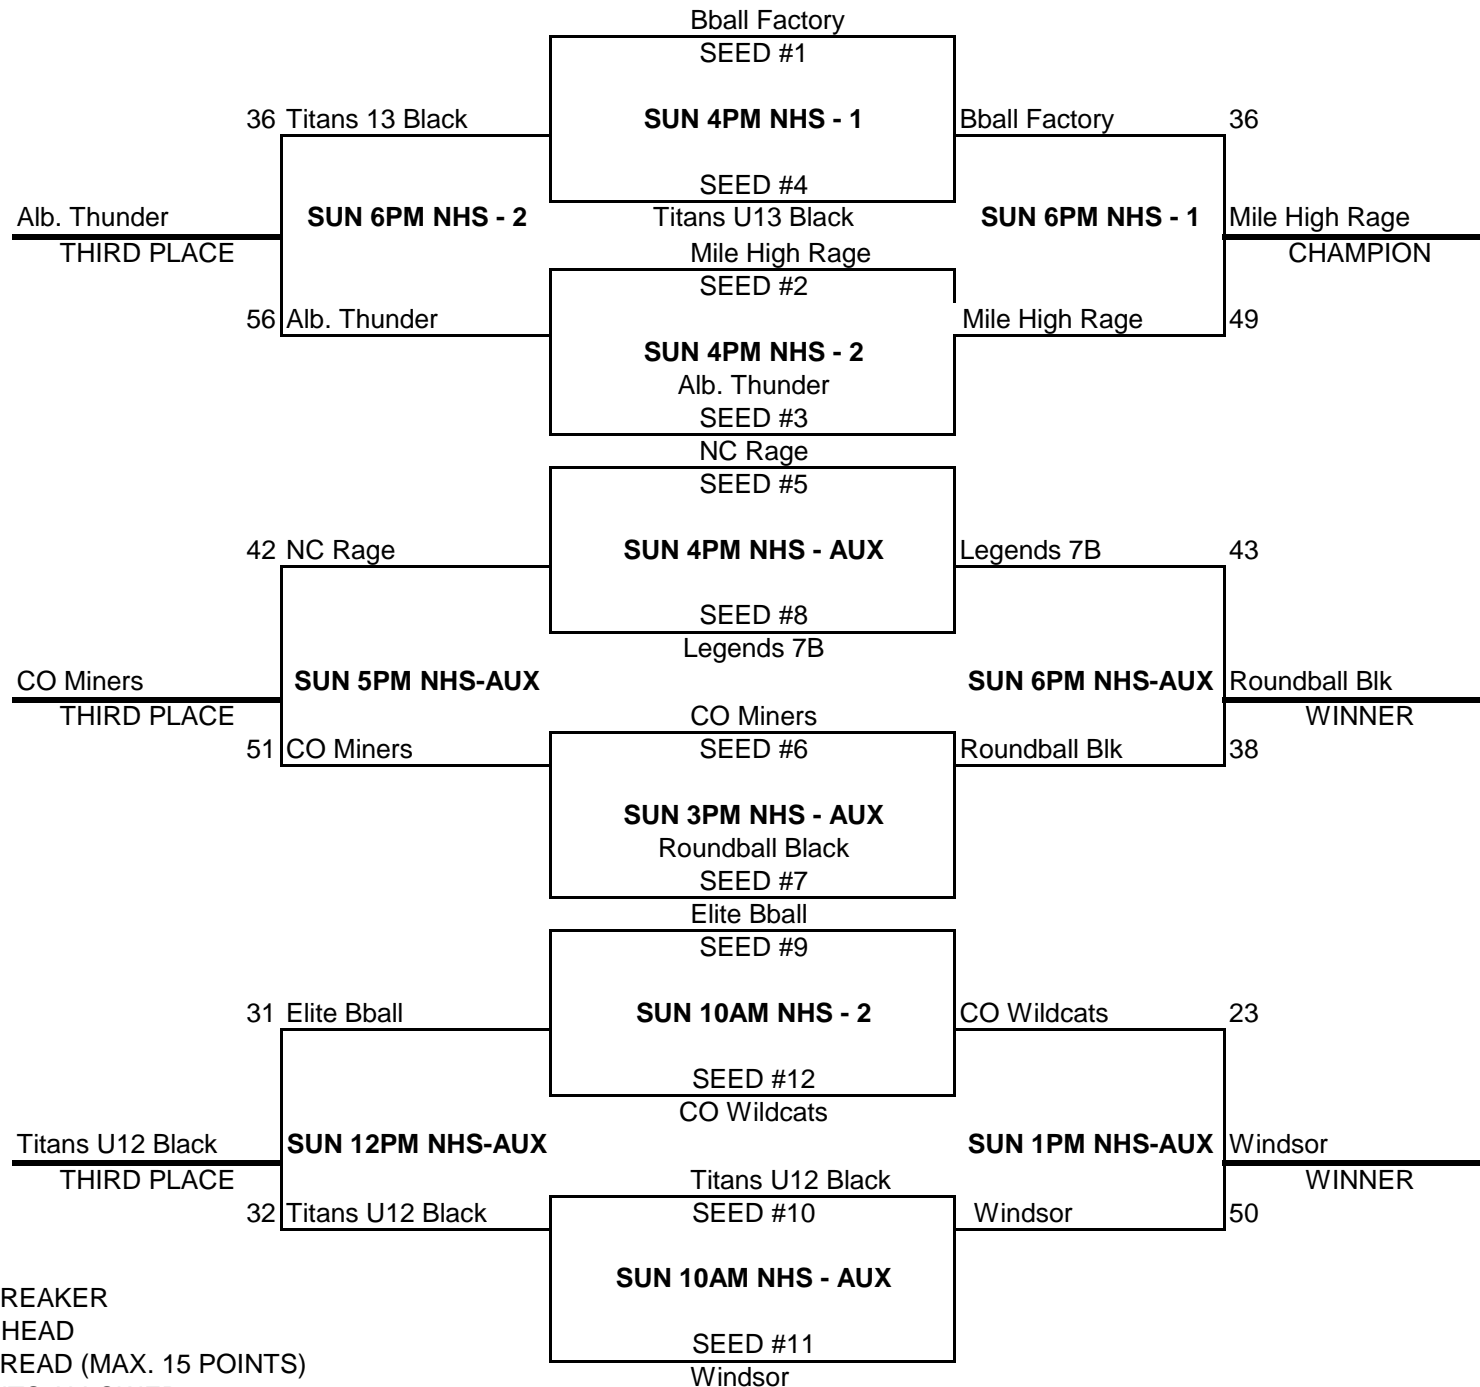 Bball Factory
SEED #1
36 Titans 13 Black SUN 4PM NHS - 1 Bball Factory 36
SEED #4
Alb. Thunder SUN 6PM NHS - 2 Titans U13 Black SUN 6PM NHS - 1 Mile High Rage
THIRD PLACE Mile High Rage CHAMPION
SEED #2
56 Alb. Thunder Mile High Rage 49
SUN 4PM NHS - 2
Alb. Thunder
SEED #3
NC Rage
SEED #5
42 NC Rage SUN 4PM NHS - AUX Legends 7B 43
SEED #8
Legends 7B
CO Miners SUN 5PM NHS-AUX SUN 6PM NHS-AUX Roundball Blk
THIRD PLACE CO Miners WINNER
51 CO Miners SEED #6 Roundball Blk 38
SUN 3PM NHS - AUX
Roundball Black
SEED #7
Elite Bball
SEED #9
31 Elite Bball SUN 10AM NHS - 2 CO Wildcats 23
SEED #12
CO Wildcats
Titans U12 Black SUN 12PM NHS-AUX SUN 1PM NHS-AUX Windsor
THIRD PLACE Titans U12 Black WINNER
32 Titans U12 Black SEED #10 Windsor 50
SUN 10AM NHS - AUX
REAKER
HEAD
SEED #11
READ (MAX. 15 POINTS)
Windsor